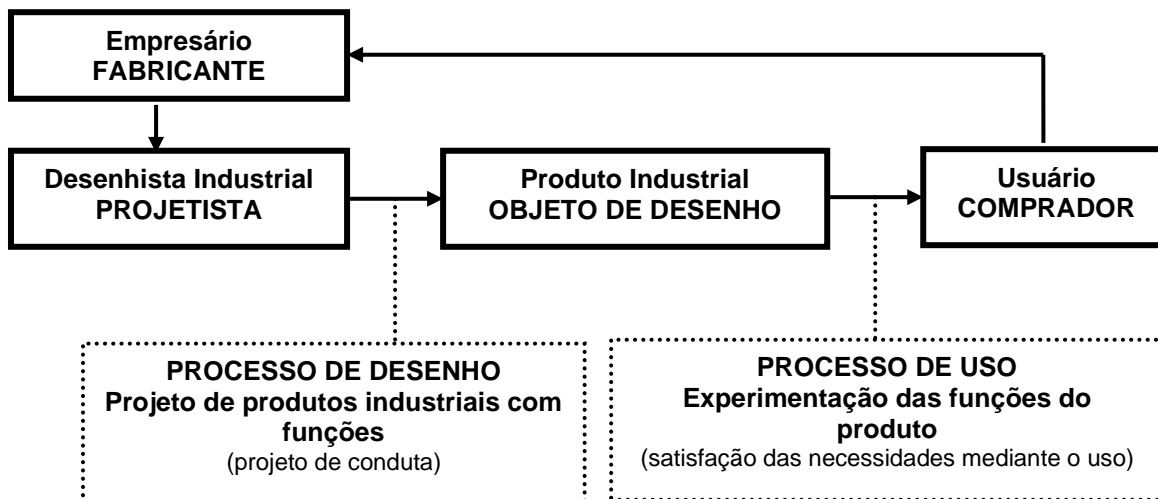 Empresário
FABRICANTE
Desenhista Industrial
PROJETISTA
Produto Industrial
OBJETO DE DESENHO
Usuário
COMPRADOR
PROCESSO DE DESENHO
Projeto de produtos industriais com
funções
(projeto de conduta)
PROCESSO DE USO
Experimentação das funções do
produto
(satisfação das necessidades mediante o uso)